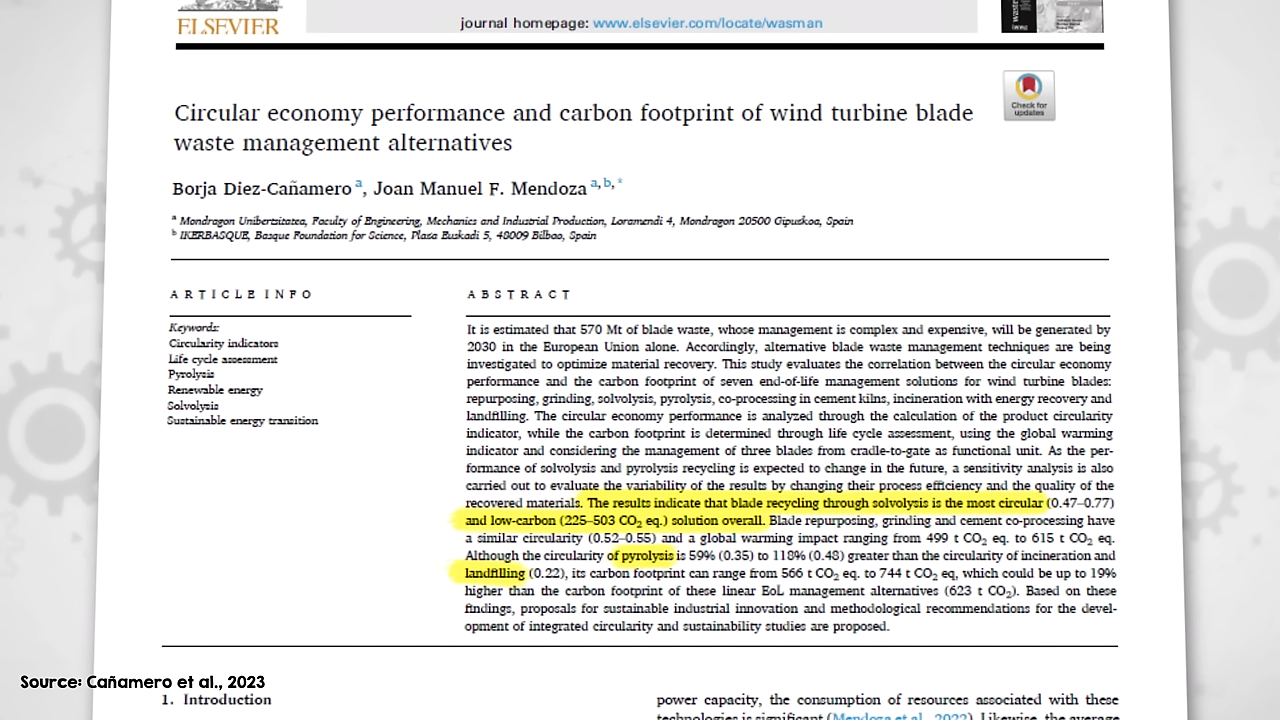 ELSEVIER
journal homepage: www.elsevier.com/locate/wasman
Check for
updates
Circular economy performance and carbon footprint of wind turbine blade
waste management alternatives
Borja Diez-Cañamero a, Joan Manuel F. Mendoza a,b,*
a Mondragon Unibertsitatea, Faculty of Engineering, Mechanics and Industrial Production, Loramendi 4, Mondragon 20500 Gipuzkoa, Spain
b IKERBASQUE, Basque Foundation for Science, Plaza Euskadi 5, 48009 Bilbao, Spain
ARTICLE INFO
Keywords:
Circularity indicators
Life cycle assessment
Pyrolysis
Renewable energy
Solvolysis
Sustainable energy transition
ABSTRACT
It is estimated that 570 Mt of blade waste, whose management is complex and expensive, will be generated by
2030 in the European Union alone. Accordingly, alternative blade waste management techniques are being
investigated to optimize material recovery. This study evaluates the correlation between the circular economy
performance and the carbon footprint of seven end-of-life management solutions for wind turbine blades:
repurposing, grinding, solvolysis, pyrolysis, co-processing in cement kilns, incineration with energy recovery and
landfilling. The circular economy performance is analyzed through the calculation of the product circularity
indicator, while the carbon footprint is determined through life cycle assessment, using the global warming
indicator and considering the management of three blades from cradle-to-gate as functional unit. As the per-
formance of solvolysis and pyrolysis recycling is expected to change in the future, a sensitivity analysis is also
carried out to evaluate the variability of the results by changing their process efficiency and the quality of the
recovered materials. The results indicate that blade recycling through solvolysis is the most circular (0.47–0.77)
and low-carbon (225–503 CO2 eq.) solution overall. Blade repurposing, grinding and cement co-processing have
a similar circularity (0.52–0.55) and a global warming impact ranging from 499 t CO2 eq. to 615 t CO2 eq.
Although the circularity of pyrolysis is 59% (0.35) to 118% (0.48) greater than the circularity of incineration and
landfilling (0.22), its carbon footprint can range from 566 t CO2 eq. to 744 t CO2 eq, which could be up to 19%
higher than the carbon footprint of these linear EoL management alternatives (623 t CO2). Based on these
findings, proposals for sustainable industrial innovation and methodological recommendations for the devel-
opment of integrated circularity and sustainability studies are proposed.
Source: Cañamero et al., 2023
1. Introduction
power capacity, the consumption of resources associated with these
technologies is significant (Mendoza et al., 2022). Likewise, the average